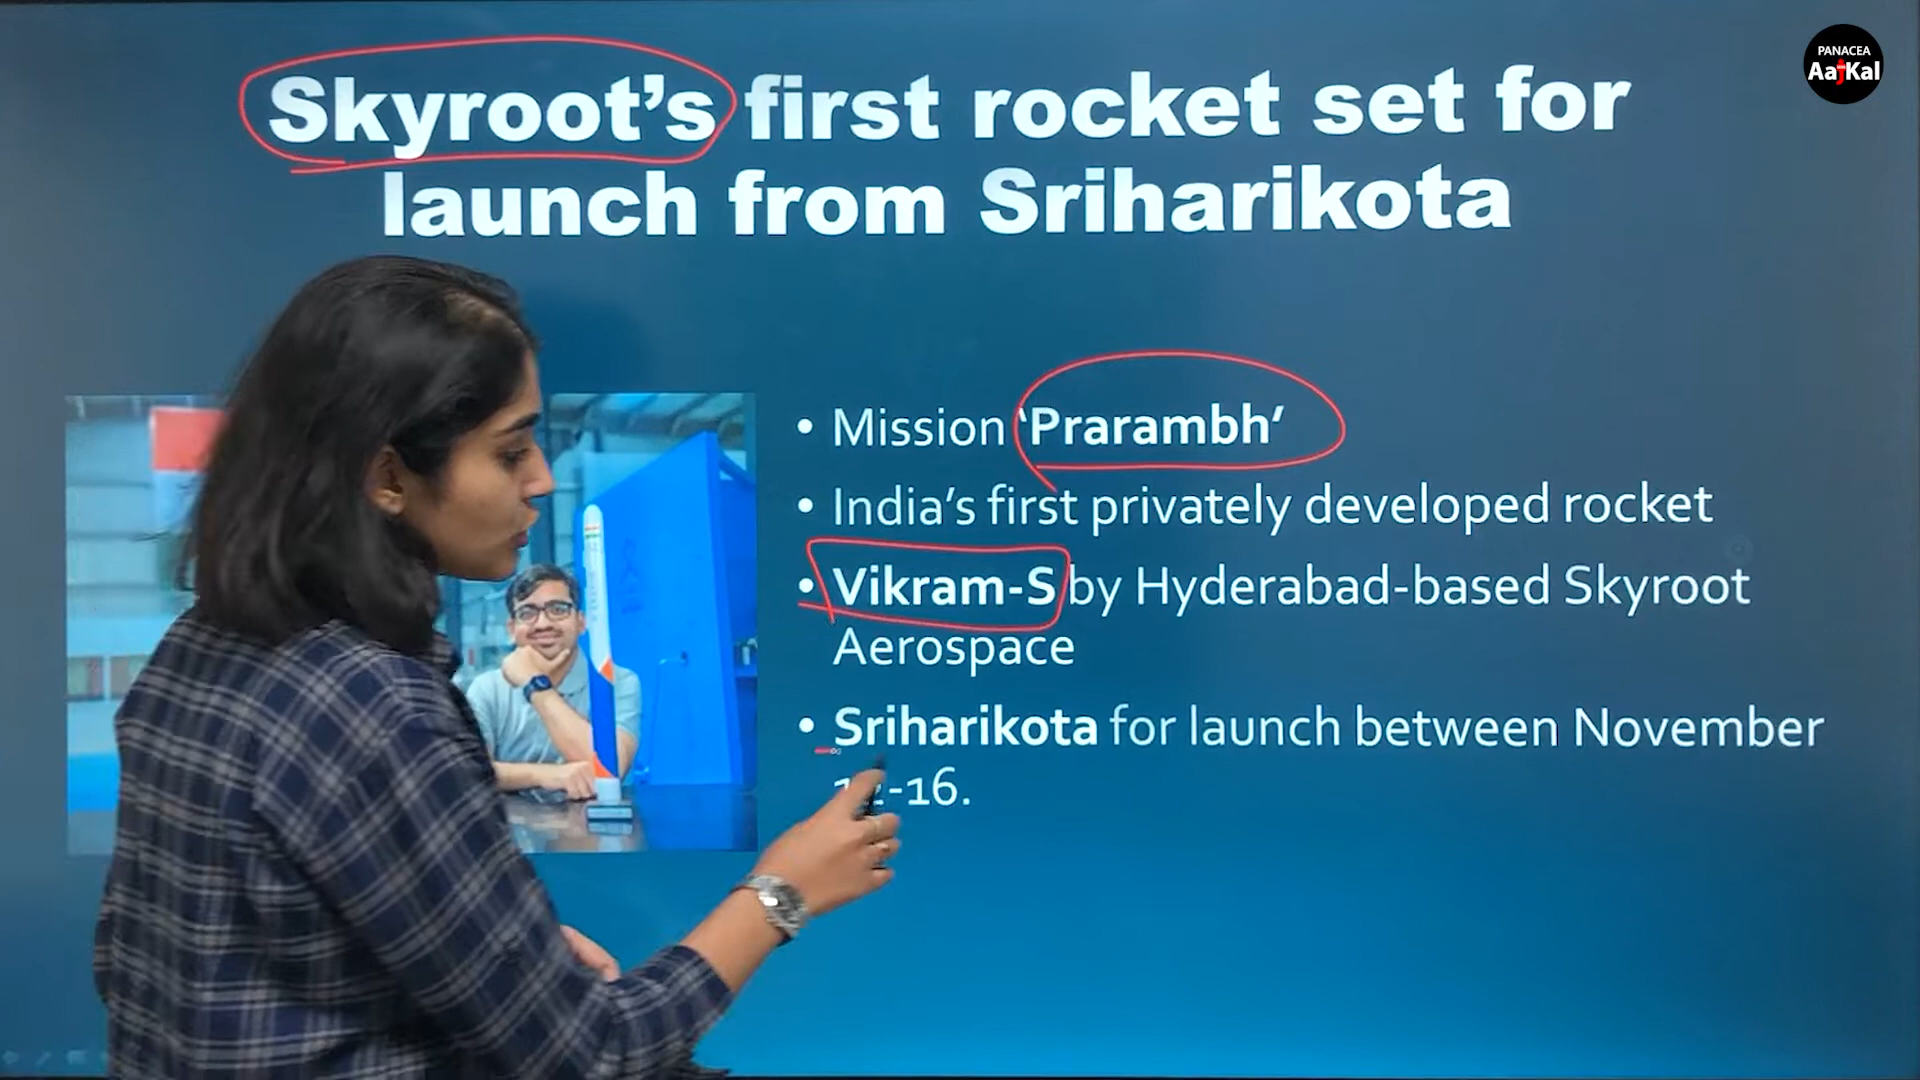 PANACEA
AajKal
Skyroot's first rocket set for
launch from Sriharikota
• Mission 'Prarambh'
• India's first privately developed rocket
• Vikram-S by Hyderabad-based Skyroot
Aerospace
• Sriharikota for launch between November
-16.